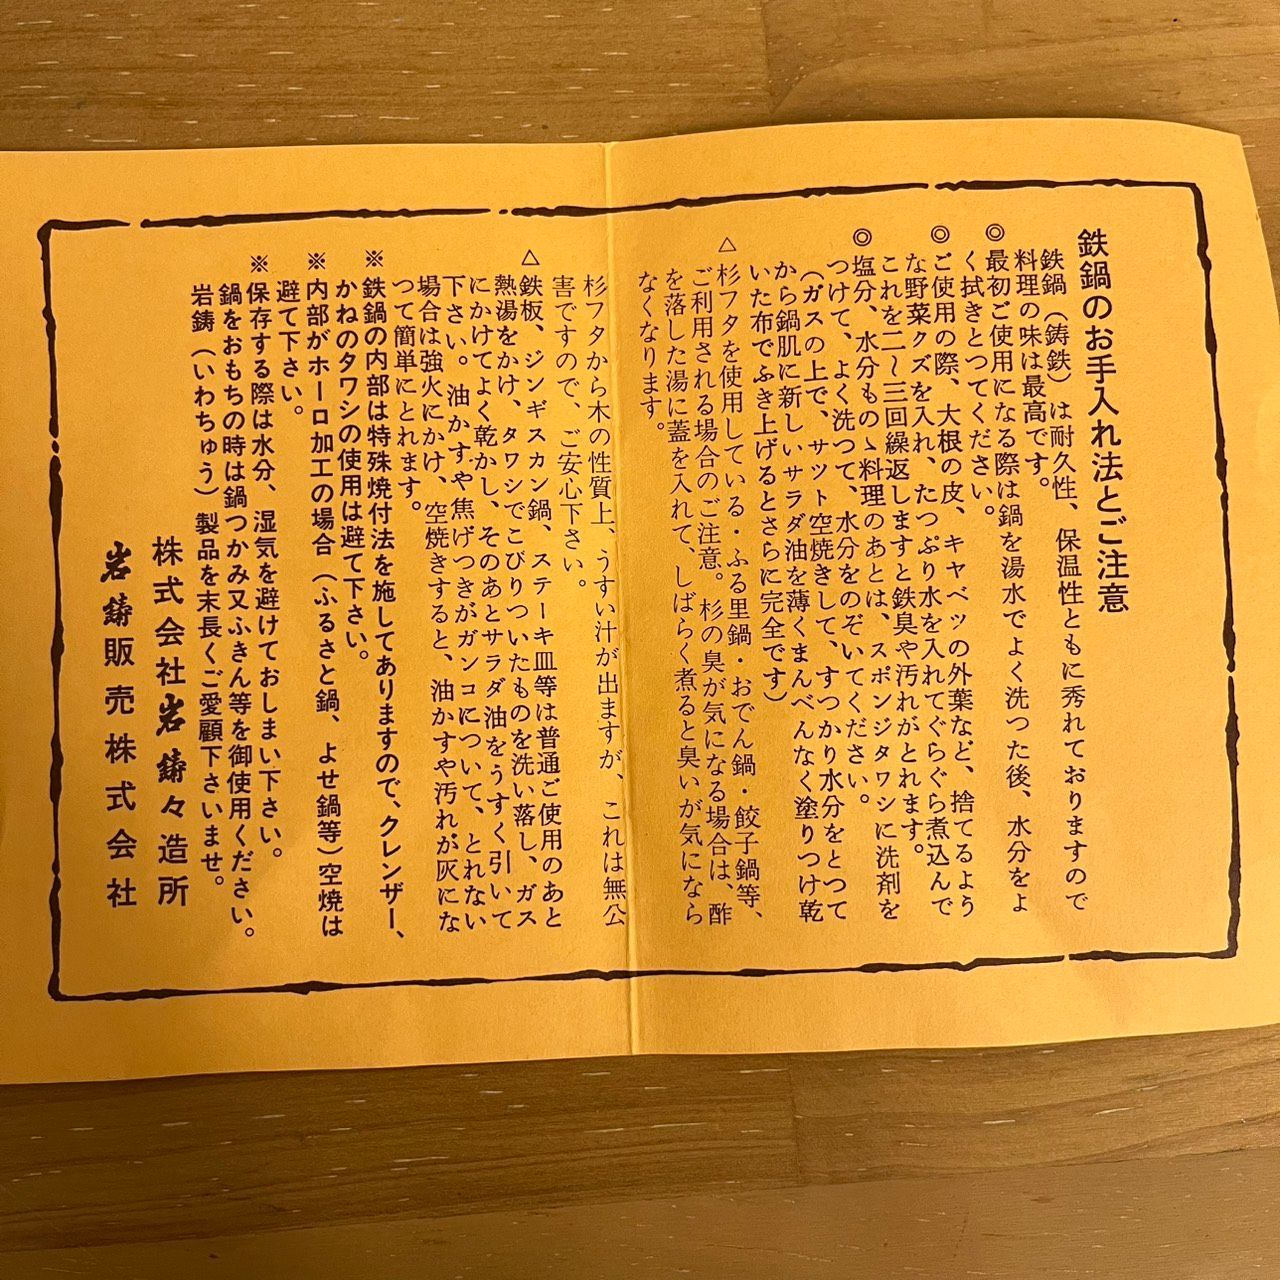 鉄鍋のお手入れ法とご注意
鉄鍋（鋳鉄）は耐久性、保温性ともに秀れておりますので
料理の味は最高です。
◎最初ご使用になる際は鍋を湯水でよく洗つた後、水分をよ
く拭きとつてください。
◎ご使用の際、大根の皮、キヤベツの外葉など、捨てるよう
な野菜クズを入れ、たつぷり水を入れてぐらぐら煮込んで
これを二〜三回繰返しますと鉄臭や汚れがとれます。
◎塩分、水分ものゝ料理のあとは、スポンジタワシに洗剤を
つけて、よく洗つて、水分をのぞいてください。
（ガスの上で、サツト空焼きして、すつかり水分をとつて
から鍋肌に新しいサラダ油を薄くまんべんなく塗りつけ乾
いた布でふき上げるとさらに完全です）
△杉フタを使用している・ふる里鍋・おでん鍋・餃子鍋等、
ご利用される場合のご注意。杉の臭が気になる場合は、酢
を落した湯に蓋を入れて、しばらく煮ると臭いが気になら
なくなります。
杉フタから木の性質上、うすい汁が出ますが、これは無公
害ですので、ご安心下さい。
△鉄板、ジンギスカン鍋、ステーキ皿等は普通ご使用のあと
熱湯をかけ、タワシでこびりついたものを洗い落し、ガス
にかけてよく乾かし、そのあとサラダ油をうすく引いて
下さい。油かすや焦げつきがガンコについて、とれない
場合は強火にかけ、空焼きすると、油かすや汚れが灰にな
つて簡単にとれます。
※鉄鍋の内部は特殊焼付法を施してありますので、クレンザー、
かねのタワシの使用は避て下さい。
※内部がホーロ加工の場合（ふるさと鍋、よせ鍋等）空焼は
避て下さい。
※保存する際は水分、湿気を避けておしまい下さい。
鍋をおもちの時は鍋つかみ又ふきん等を御使用ください。
岩鋳（いわちゅう）製品を末長くご愛顧下さいませ。
株式会社岩鋳々造所
岩鋳販売株式会社